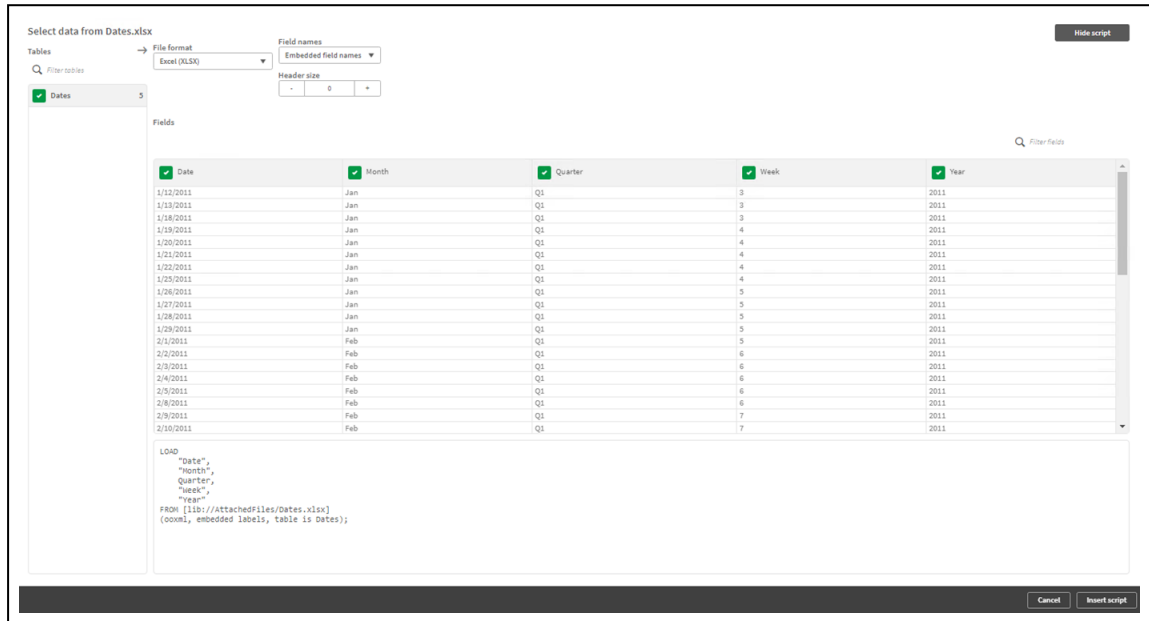 Select data from Dates.xlsx
Hide script
Tables
File format
Field names
Excel (XLSX)
Embedded field names
Filter tables
Header size
- 0 +
Dates 5
Fields
Filter fields
Date Month Quarter Week Year
1/12/2011 Jan Q1 3 2011
1/13/2011 Jan Q1 3 2011
1/18/2011 Jan Q1 3 2011
1/19/2011 Jan Q1 4 2011
1/20/2011 Jan Q1 4 2011
1/21/2011 Jan Q1 4 2011
1/22/2011 Jan Q1 4 2011
1/25/2011 Jan Q1 4 2011
1/26/2011 Jan Q1 5 2011
1/27/2011 Jan Q1 5 2011
1/28/2011 Jan Q1 5 2011
1/29/2011 Jan Q1 5 2011
2/1/2011 Feb Q1 5 2011
2/2/2011 Feb Q1 6 2011
2/3/2011 Feb Q1 6 2011
2/4/2011 Feb Q1 6 2011
2/5/2011 Feb Q1 6 2011
2/8/2011 Feb Q1 6 2011
2/9/2011 Feb Q1 7 2011
2/10/2011 Feb Q1 7 2011
LOAD
"Date",
"Month",
Quarter,
"Week",
"Year"
FROM [lib://AttachedFiles/Dates.xlsx]
(ooxml, embedded labels, table is Dates);
Cancel Insert script